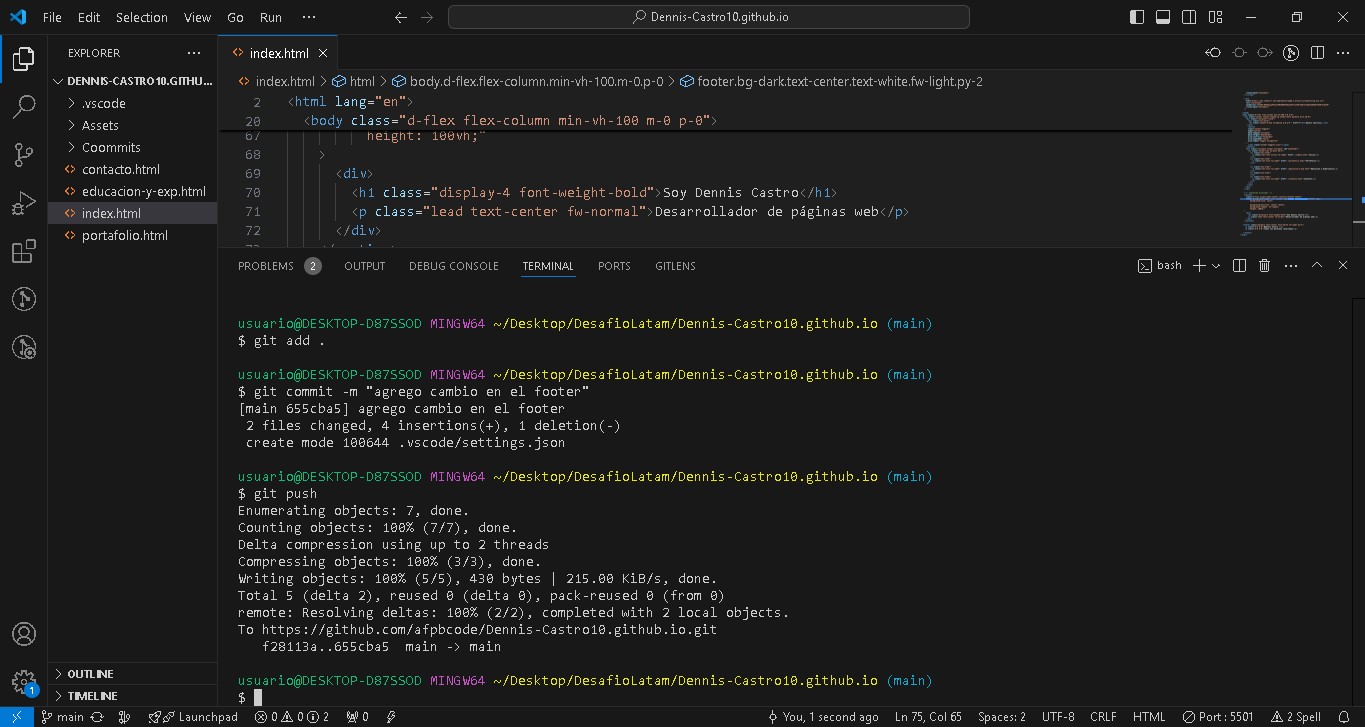 File Edit Selection View Go Run ··· Dennis-Castro10.github.io
EXPLORER ···
DENNIS-CASTRO10.GITHU...
.vscode
Assets
Coommits
contacto.html
educacion-y-exp.html
index.html
portafolio.html
OUTLINE
TIMELINE
index.html
index.html > html > body.d-flex.flex-column.min-vh-100.m-0.p-0 > footer.bg-dark.text-center.text-white.fw-light.py-2
2 <html lang="en">
20 <body class="d-flex flex-column min-vh-100 m-0 p-0">
67 height: 100vh;"
68 >
69 <div>
70 <h1 class="display-4 font-weight-bold">Soy Dennis Castro</h1>
71 <p class="lead text-center fw-normal">Desarrollador de páginas web</p>
72 </div>
PROBLEMS 2 OUTPUT DEBUG CONSOLE TERMINAL PORTS GITLENS bash
usuario@DESKTOP-D87SSOD MINGW64 ~/Desktop/DesafioLatam/Dennis-Castro10.github.io (main)
$ git add .
usuario@DESKTOP-D87SSOD MINGW64 ~/Desktop/DesafioLatam/Dennis-Castro10.github.io (main)
$ git commit -m "agrego cambio en el footer"
[main 655cba5] agrego cambio en el footer
2 files changed, 4 insertions(+), 1 deletion(-)
create mode 100644 .vscode/settings.json
usuario@DESKTOP-D87SSOD MINGW64 ~/Desktop/DesafioLatam/Dennis-Castro10.github.io (main)
$ git push
Enumerating objects: 7, done.
Counting objects: 100% (7/7), done.
Delta compression using up to 2 threads
Compressing objects: 100% (3/3), done.
Writing objects: 100% (5/5), 430 bytes | 215.00 KiB/s, done.
Total 5 (delta 2), reused 0 (delta 0), pack-reused 0 (from 0)
remote: Resolving deltas: 100% (2/2), completed with 2 local objects.
To https://github.com/afpbcode/Dennis-Castro10.github.io.git
f28113a..655cba5 main -> main
usuario@DESKTOP-D87SSOD MINGW64 ~/Desktop/DesafioLatam/Dennis-Castro10.github.io (main)
$
1
main Launchpad 0 0 2 0 You, 1 second ago Ln 75, Col 65 Spaces: 2 UTF-8 CRLF HTML Port : 5501 2 Spell